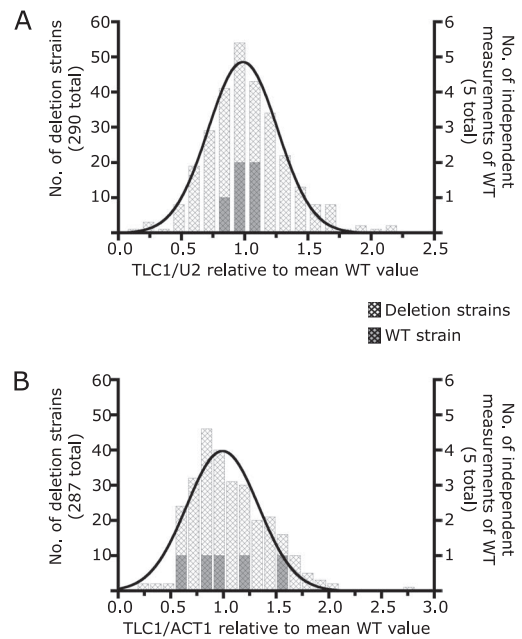 A
No. of deletion strains
(290 total)
60
50
40
30
20
10
6
5
4
3
2
1
No. of independent
measurements of WT
(5 total)
0.0 0.5 1.0 1.5 2.0 2.5
TLC1/U2 relative to mean WT value
Deletion strains
WT strain
B
No. of deletion strains
(287 total)
60
50
40
30
20
10
6
5
4
3
2
1
No. of independent
measurements of WT
(5 total)
0.0 0.5 1.0 1.5 2.0 2.5 3.0
TLC1/ACT1 relative to mean WT value